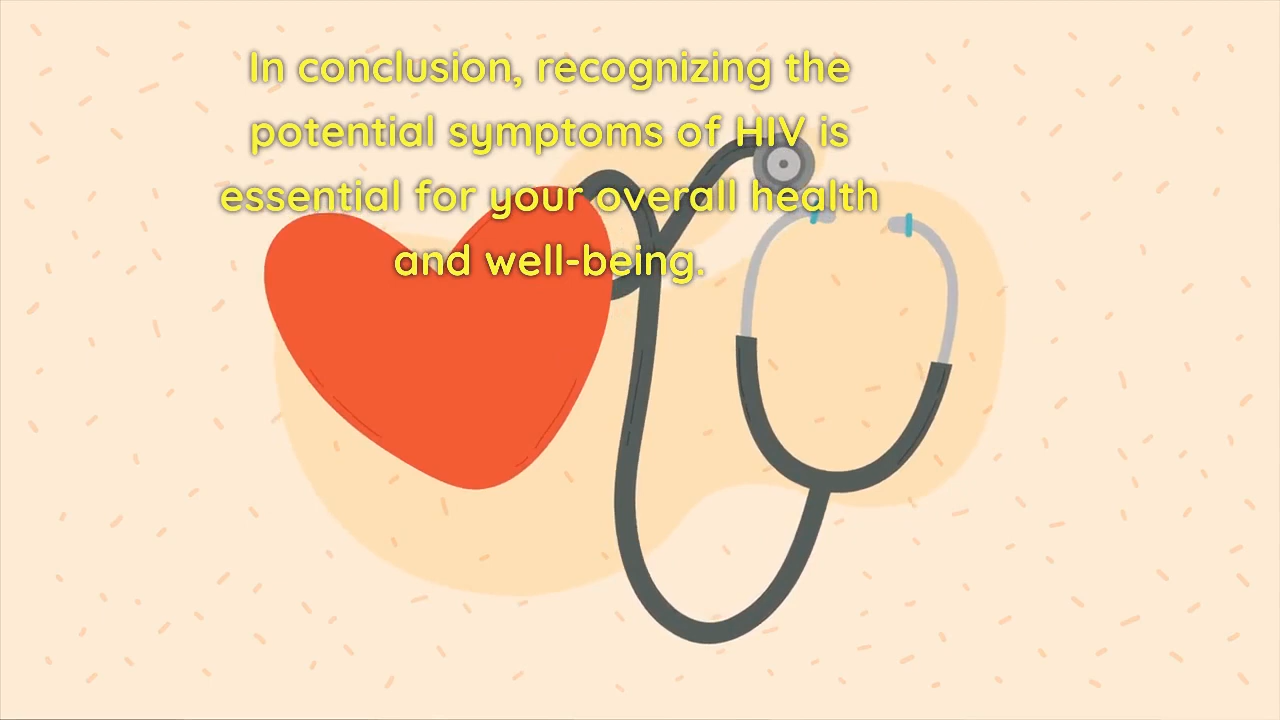 In conclusion, recognizing the
potential symptoms of HIV is
essential for your overall health
and well-being.